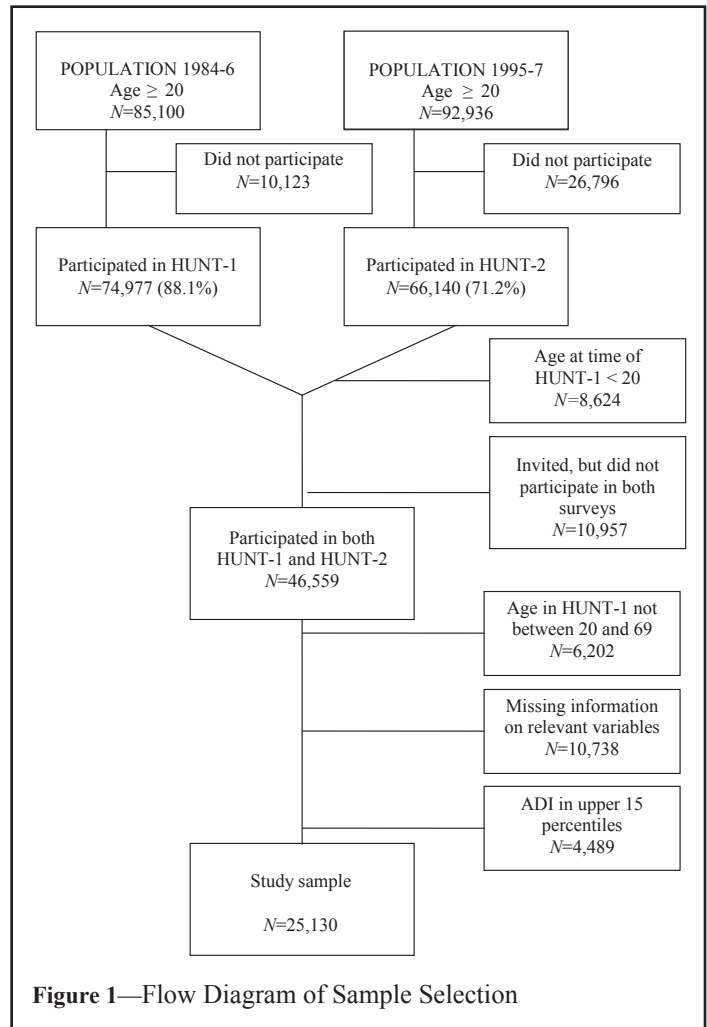 POPULATION 1984-6
Age ≥ 20
N=85,100
POPULATION 1995-7
Age ≥ 20
N=92,936
Did not participate
N=10,123
Did not participate
N=26,796
Participated in HUNT-1
N=74,977 (88.1%)
Participated in HUNT-2
N=66,140 (71.2%)
Age at time of
HUNT-1 < 20
N=8,624
Invited, but did not
participate in both
surveys
N=10,957
Participated in both
HUNT-1 and HUNT-2
N=46,559
Age in HUNT-1 not
between 20 and 69
N=6,202
Missing information
on relevant variables
N=10,738
ADI in upper 15
percentiles
N=4,489
Study sample
N=25,130
Figure 1—Flow Diagram of Sample Selection